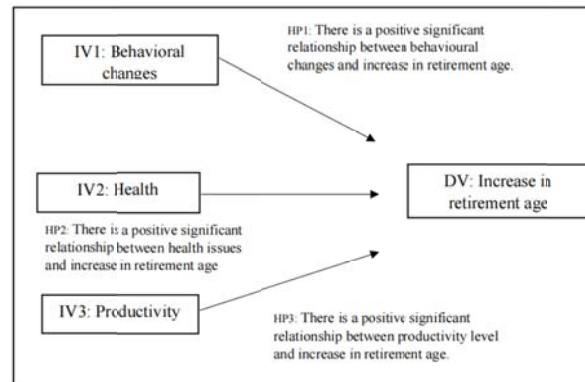 HP1: There is a positive significant
relationship between behavioural
changes and increase in retirement age.
IV1: Behavioral
changes
IV2: Health
DV: Increase in
retirement age
HP2: There is a positive significant
relationship between health issues
and increase in retirement age
IV3: Productivity
HP3: There is a positive significant
relationship between productivity level
and increase in retirement age.